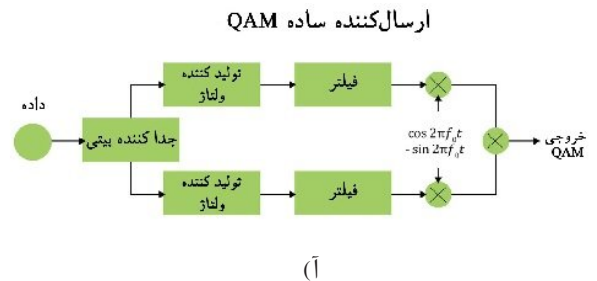 ارسال‌کننده ساده QAM
داده
جدا کننده بیتی
تولید کننده
ولتاژ
فیلتر
cos 2πf₀t
- sin 2πf₀t
تولید کننده
ولتاژ
فیلتر
خروجی
QAM
آ)